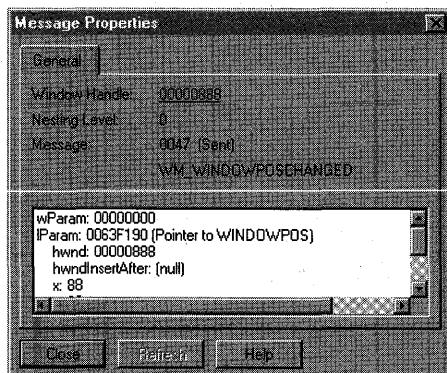 Message Properties
General
Window Handle: 00000888
Nesting Level: 0
Message: 0047 (Sent)
WM_WINDOWPOSCHANGED
wParam: 00000000
lParam: 0063F190 (Pointer to WINDOWPOS)
hwnd: 00000888
hwndInsertAfter: (null)
x: 88
Close Refresh Help